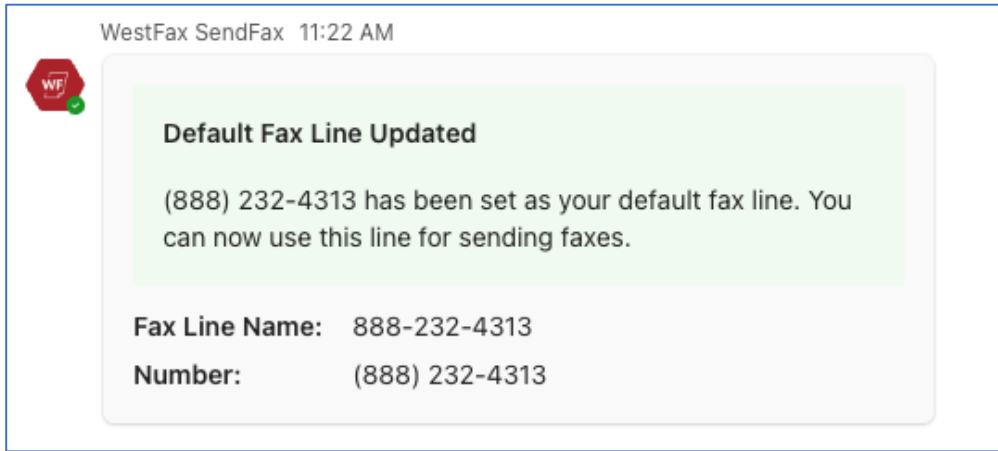 WestFax SendFax 11:22 AM
WF
Default Fax Line Updated
(888) 232-4313 has been set as your default fax line. You
can now use this line for sending faxes.
Fax Line Name: 888-232-4313
Number: (888) 232-4313